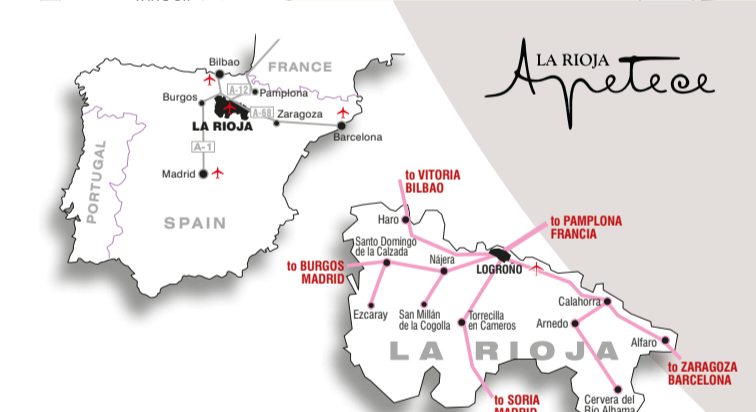 LA RIOJA
Apetece
Bilbao
FRANCE
A-12
Pamplona
Burgos
A-68
Zaragoza
LA RIOJA
Barcelona
A-1
PORTUGAL
Madrid
SPAIN
to VITORIA
BILBAO
Haro
to PAMPLONA
FRANCIA
Santo Domingo
de la Calzada
Nájera
to BURGOS
MADRID
LOGROÑO
Calahorra
Ezcaray
San Millán
de la Cogolla
Torrecilla
en Cameros
Arnedo
Alfaro
LA RIOJA
to ZARAGOZA
BARCELONA
to SORIA
MADRID
Cervera del
Río Alhama